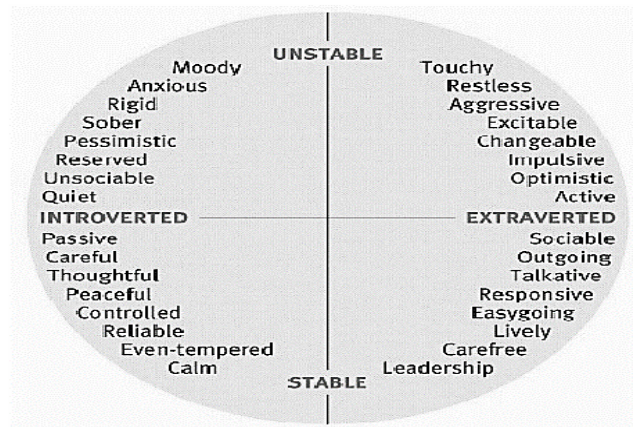 UNSTABLE
Moody
Anxious
Rigid
Sober
Pessimistic
Reserved
Unsociable
Quiet
Touchy
Restless
Aggressive
Excitable
Changeable
Impulsive
Optimistic
Active
INTROVERTED
EXTRAVERTED
Passive
Careful
Thoughtful
Peaceful
Controlled
Reliable
Even-tempered
Calm
Sociable
Outgoing
Talkative
Responsive
Easygoing
Lively
Carefree
Leadership
STABLE